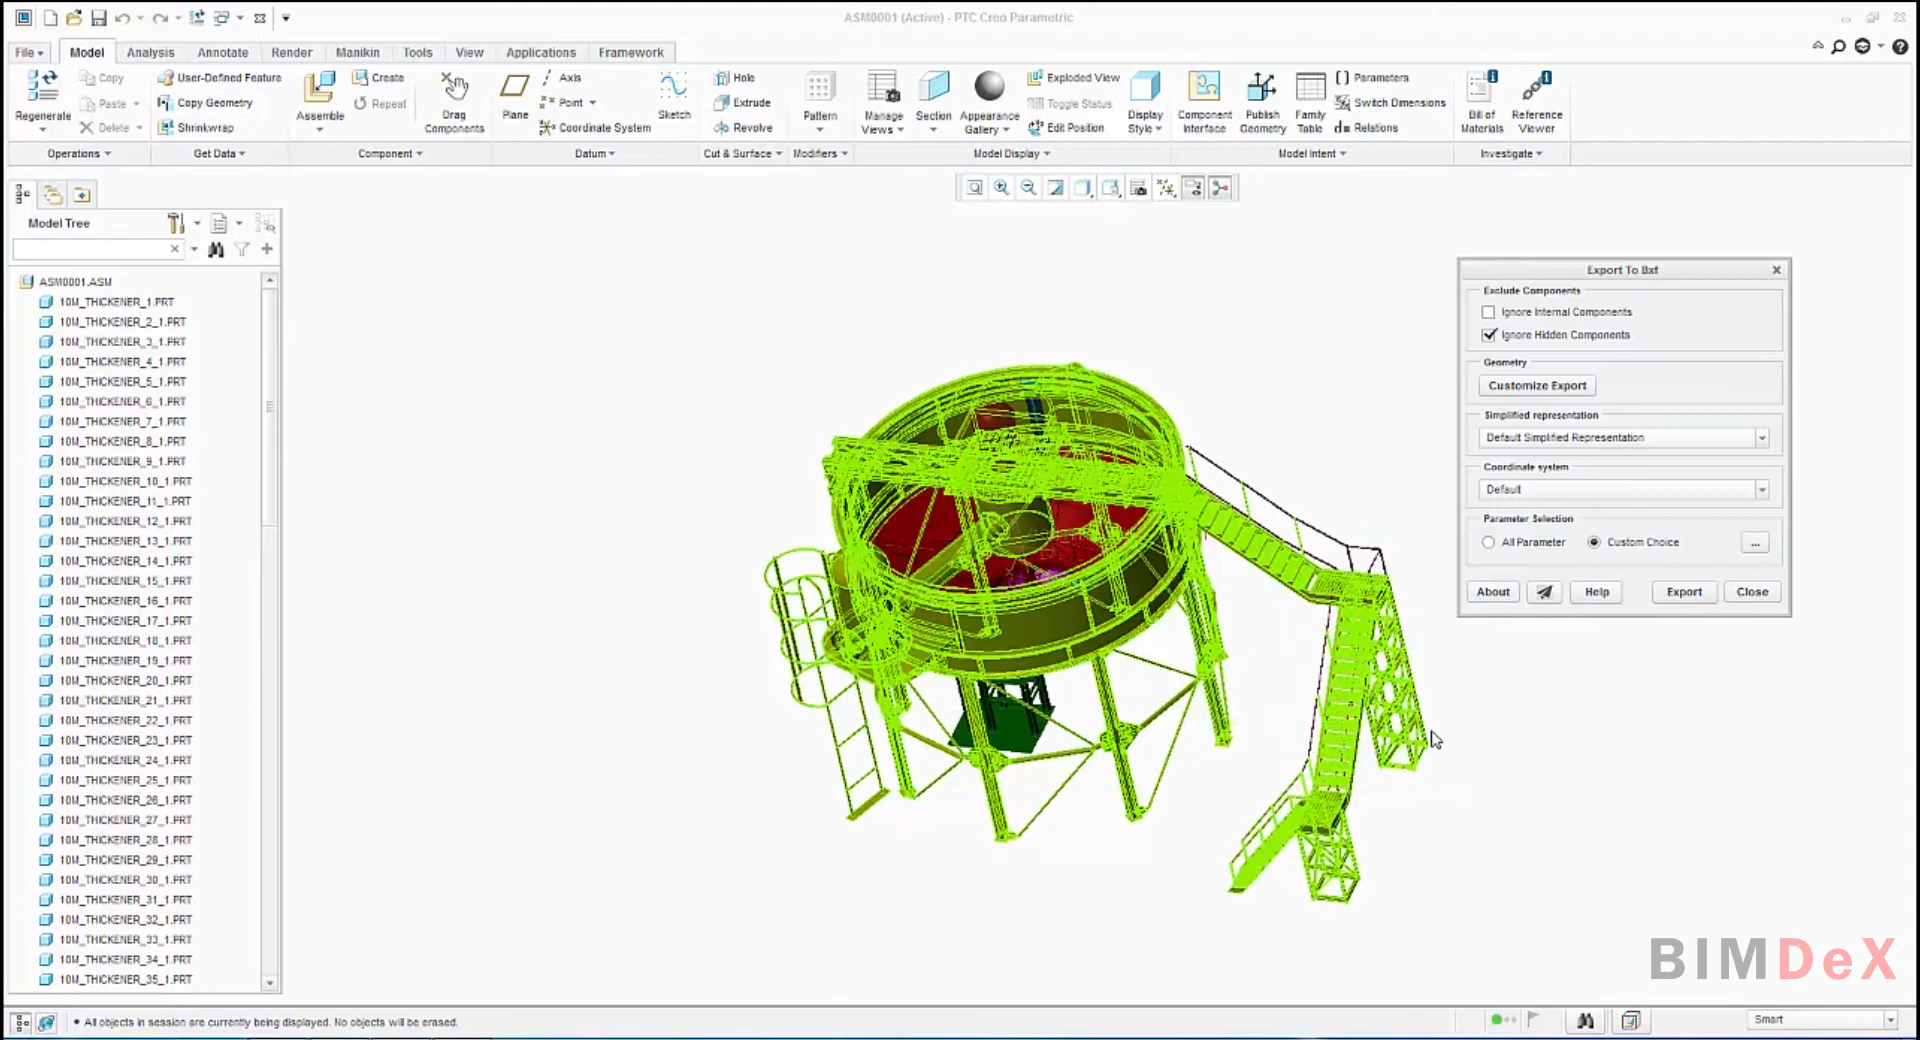 ASM0001 (Active) - PTC Creo Parametric
File Model Analysis Annotate Render Manikin Tools View Applications Framework
Regenerate
Copy
Paste
Delete
Operations
User-Defined Feature
Copy Geometry
Shrinkwrap
Get Data
Assemble
Create
Repeat
Drag
Components
Component
Plane
Axis
Point
Coordinate System
Sketch
Datum
Hole
Extrude
Revolve
Cut & Surface
Pattern
Modifiers
Manage
Views
Section
Appearance
Gallery
Exploded View
Toggle Status
Edit Position
Display
Style
Model Display
Component
Interface
Publish
Geometry
Family
Table
Parameters
Switch Dimensions
d= Relations
Model Intent
Bill of
Materials
Reference
Viewer
Investigate
Model Tree
ASM0001.ASM
10M_THICKENER_1.PRT
10M_THICKENER_2_1.PRT
10M_THICKENER_3_1.PRT
10M_THICKENER_4_1.PRT
10M_THICKENER_5_1.PRT
10M_THICKENER_6_1.PRT
10M_THICKENER_7_1.PRT
10M_THICKENER_8_1.PRT
10M_THICKENER_9_1.PRT
10M_THICKENER_10_1.PRT
10M_THICKENER_11_1.PRT
10M_THICKENER_12_1.PRT
10M_THICKENER_13_1.PRT
10M_THICKENER_14_1.PRT
10M_THICKENER_15_1.PRT
10M_THICKENER_16_1.PRT
10M_THICKENER_17_1.PRT
10M_THICKENER_18_1.PRT
10M_THICKENER_19_1.PRT
10M_THICKENER_20_1.PRT
10M_THICKENER_21_1.PRT
10M_THICKENER_22_1.PRT
10M_THICKENER_23_1.PRT
10M_THICKENER_24_1.PRT
10M_THICKENER_25_1.PRT
10M_THICKENER_26_1.PRT
10M_THICKENER_27_1.PRT
10M_THICKENER_28_1.PRT
10M_THICKENER_29_1.PRT
10M_THICKENER_30_1.PRT
10M_THICKENER_31_1.PRT
10M_THICKENER_32_1.PRT
10M_THICKENER_33_1.PRT
10M_THICKENER_34_1.PRT
10M_THICKENER_35_1.PRT
Export To Bxf
Exclude Components
Ignore Internal Components
Ignore Hidden Components
Geometry
Customize Export
Simplified representation
Default Simplified Representation
Coordinate system
Default
Parameter Selection
All Parameter Custom Choice ...
About Help Export Close
BIMDeX
• All objects in session are currently being displayed. No objects will be erased.
Smart